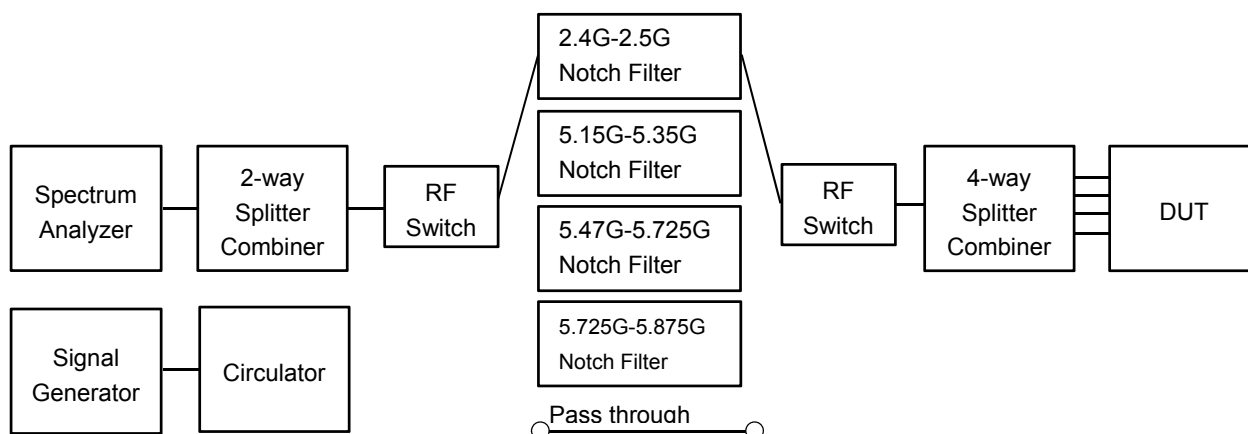 2.4G-2.5G
Notch Filter
5.15G-5.35G
Notch Filter
5.47G-5.725G
Notch Filter
5.725G-5.875G
Notch Filter
Pass through
Spectrum
Analyzer
2-way
Splitter
Combiner
RF
Switch
RF
Switch
4-way
Splitter
Combiner
DUT
Signal
Generator
Circulator